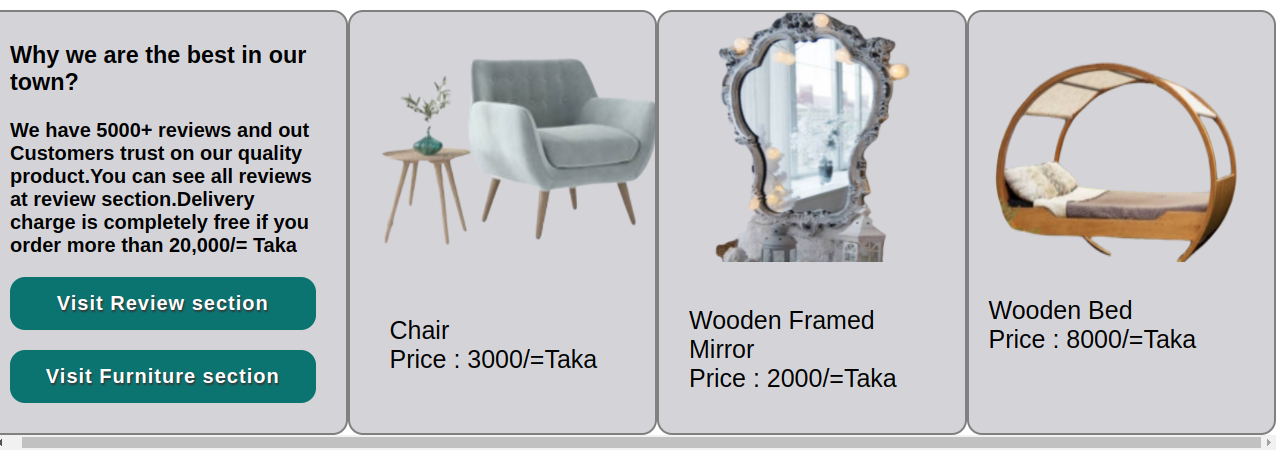 Why we are the best in our
town?
We have 5000+ reviews and out
Customers trust on our quality
product.You can see all reviews
at review section.Delivery
charge is completely free if you
order more than 20,000/= Taka
Visit Review section
Visit Furniture section
Chair
Price : 3000/=Taka
Wooden Framed
Mirror
Price : 2000/=Taka
Wooden Bed
Price : 8000/=Taka